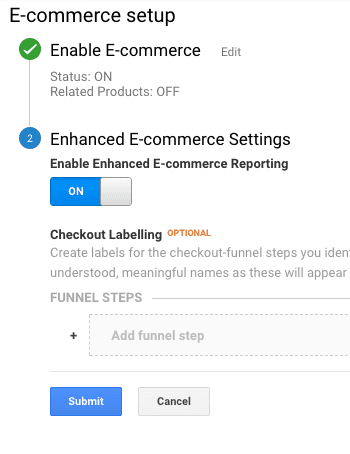 E-commerce setup
Enable E-commerce Edit
Status: ON
Related Products: OFF
2 Enhanced E-commerce Settings
Enable Enhanced E-commerce Reporting
ON
Checkout Labelling OPTIONAL
Create labels for the checkout-funnel steps you iden
understood, meaningful names as these will appear
FUNNEL STEPS
+ Add funnel step
Submit Cancel